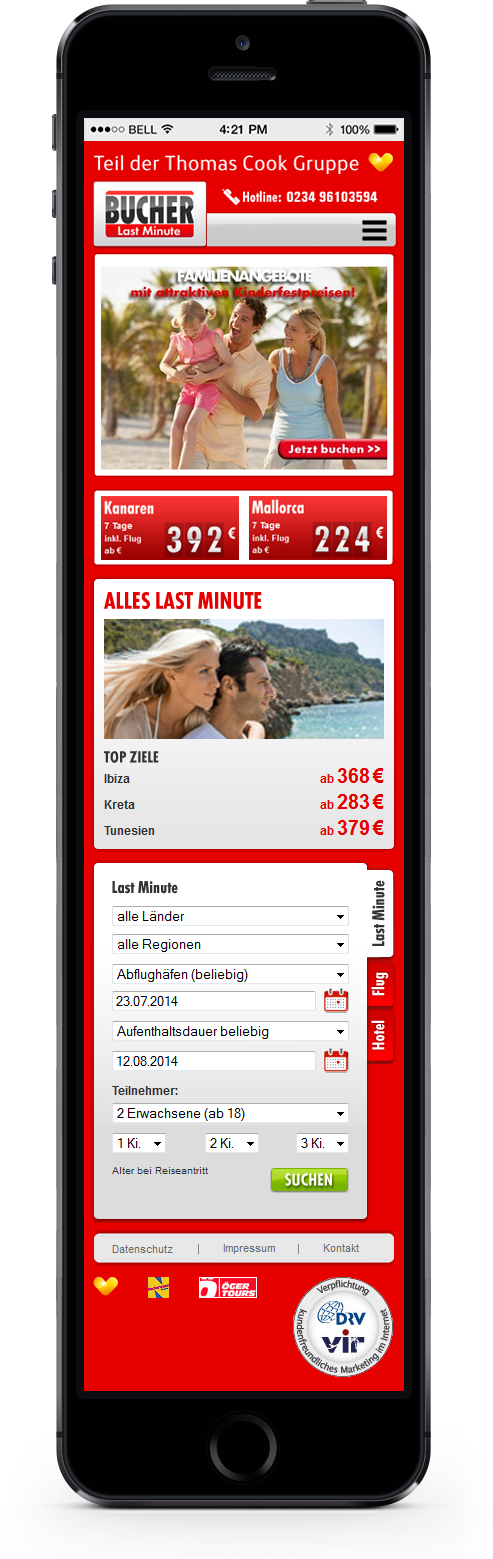 BELL 4:21 PM 100%
Teil der Thomas Cook Gruppe
BUCHER
Last Minute
Hotline: 0234 96103594
FAMILIENANGEBOTE
mit attraktiven Kinderfestpreisen!
Jetzt buchen >>
Kanaren
7 Tage
inkl. Flug
ab €
392 €
Mallorca
7 Tage
inkl. Flug
ab €
224 €
ALLES LAST MINUTE
TOP ZIELE
Ibiza ab 368 €
Kreta ab 283 €
Tunesien ab 379 €
Last Minute
alle Länder
alle Regionen
Abflughäfen (beliebig)
23.07.2014
Aufenthaltsdauer beliebig
12.08.2014
Teilnehmer:
2 Erwachsene (ab 18)
1 Ki. 2 Ki. 3 Ki.
Alter bei Reiseantritt
SUCHEN
Last Minute
Flug
Hotel
Datenschutz | Impressum | Kontakt
ÖGER
TOURS
Verpflichtung
DRV
vir
kundenfreundliches Marketing im Internet